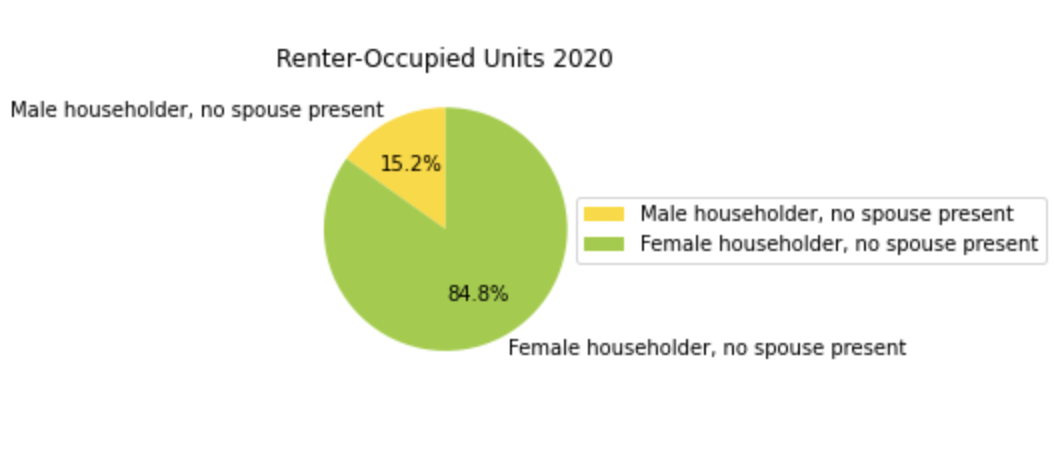 Renter-Occupied Units 2020
Male householder, no spouse present
15.2%
Male householder, no spouse present
Female householder, no spouse present
84.8%
Female householder, no spouse present